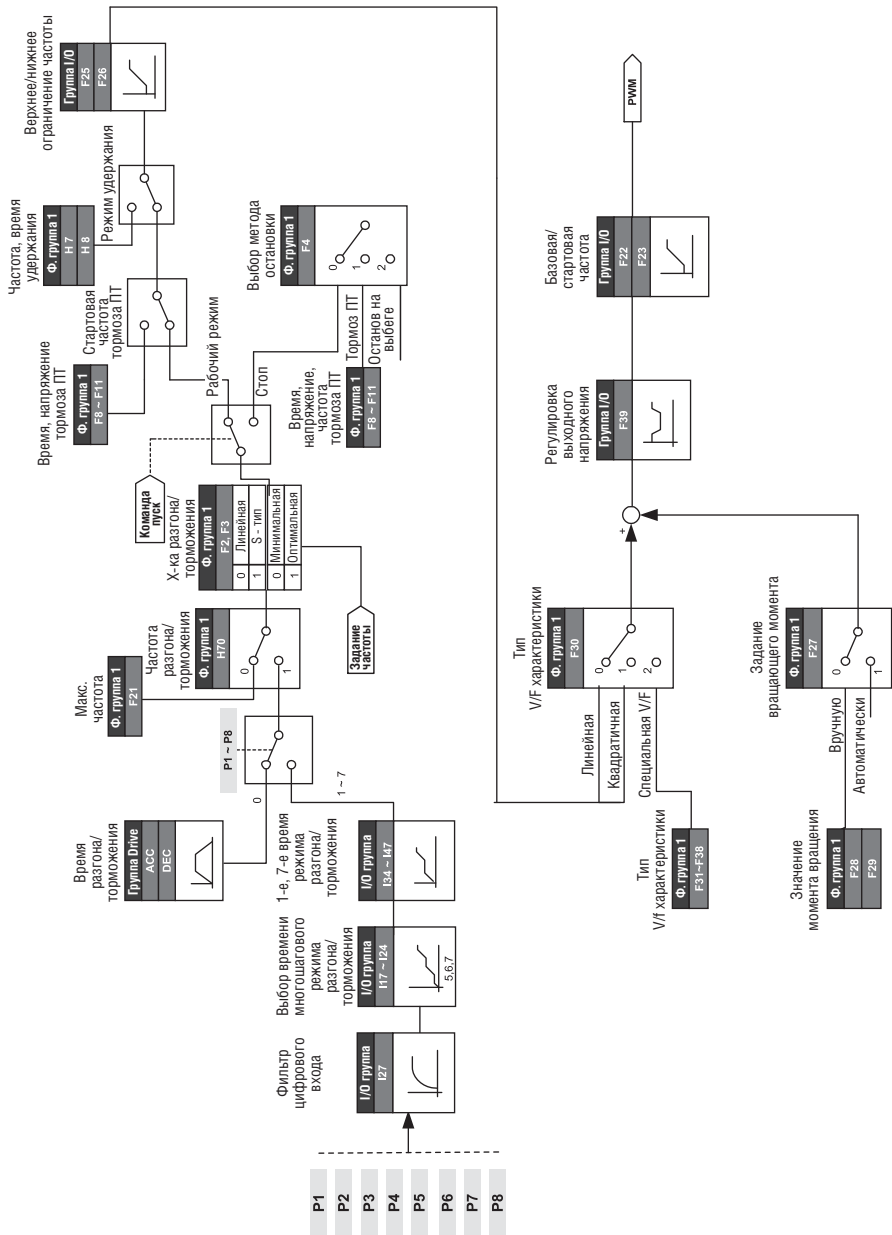 P1
P2
P3
P4
P5
P6
P7
P8
Фильтр
цифрового
входа
I/O группа
I27
Выбор времени
многошагового
режима
разгона/
торможения
I/O группа
I17 ~ I24
5,6,7
1-е, 7-е время
режима
разгона/
торможения
I/O группа
I34 ~ I47
Время
разгона/
торможения
Группа Drive
ACC
DEC
P1 ~ P8
0
1 ~ 7
Макс.
частота
Ф. группа 1
F21
Частота
разгона/
торможения
Ф. группа 1
H70
0
1
Х-ка разгона/
торможения
Ф. группа 1
F2, F3
0 Линейная
1 S - тип
0 Минимальная
1 Оптимальная
Задание
частоты
Команда
пуск
Рабочий режим
Стоп
Время, напряжение
тормоза ПТ
Ф. группа 1
F8 ~ F11
Стартовая
частота
тормоза ПТ
Время,
напряжение,
частота
тормоза ПТ
Ф. группа 1
F8 ~ F11
Тормоз ПТ
Останов на
выбеге
Выбор метода
остановки
Ф. группа 1
F4
0
1
2
Частота, время
удержания
Ф. группа 1
H 7
H 8
Режим удержания
Верхнее/нижнее
ограничение частоты
Группа I/O
F25
F26
Линейная
Квадратичная
Специальная V/F
Тип
V/f характеристики
Ф. группа 1
F31~F38
Тип
V/F характеристики
Ф. группа 1
F30
0
1
2
Значение
момента вращения
Ф. группа 1
F28
F29
Вручную
Автоматически
Задание
вращающего момента
Ф. группа 1
F27
0
1
+
Регулировка
выходного
напряжения
Группа I/O
F39
Базовая/
стартовая
частота
Группа I/O
F22
F23
PWM